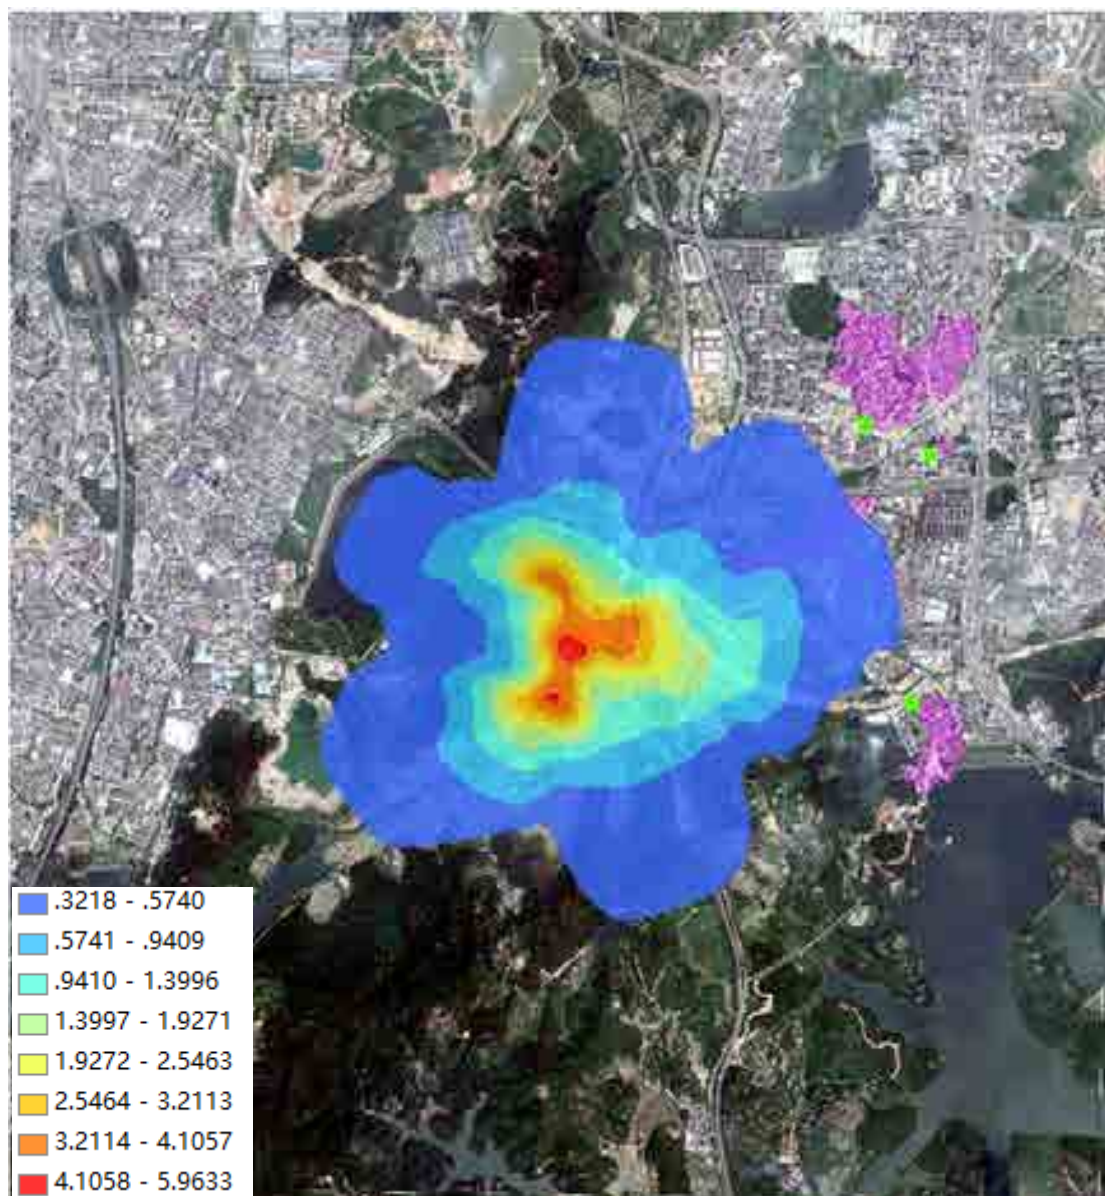 .3218 - .5740
.5741 - .9409
.9410 - 1.3996
1.3997 - 1.9271
1.9272 - 2.5463
2.5464 - 3.2113
3.2114 - 4.1057
4.1058 - 5.9633